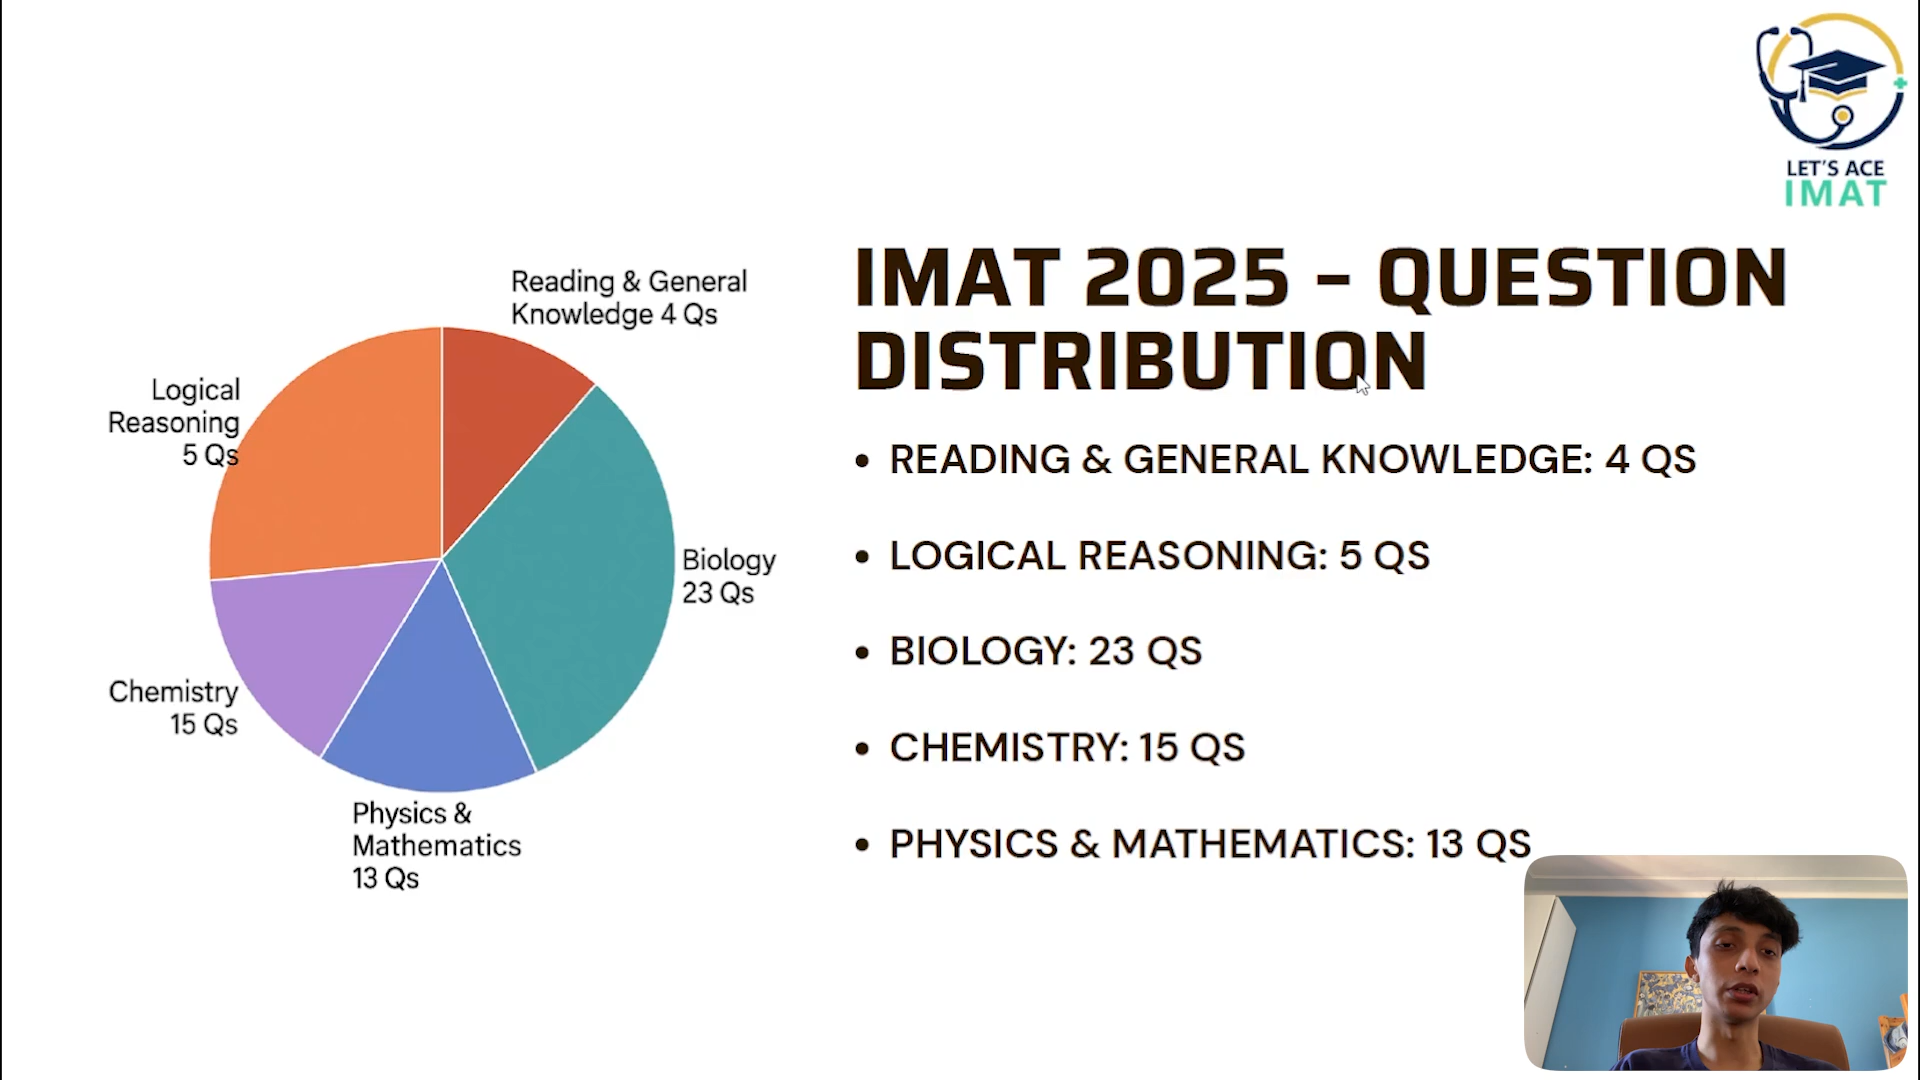 LET'S ACE
IMAT
IMAT 2025 – QUESTION
DISTRIBUTION
Reading & General
Knowledge 4 Qs
Logical
Reasoning
5 Qs
Biology
23 Qs
Chemistry
15 Qs
Physics &
Mathematics
13 Qs
• READING & GENERAL KNOWLEDGE: 4 QS
• LOGICAL REASONING: 5 QS
• BIOLOGY: 23 QS
• CHEMISTRY: 15 QS
• PHYSICS & MATHEMATICS: 13 QS